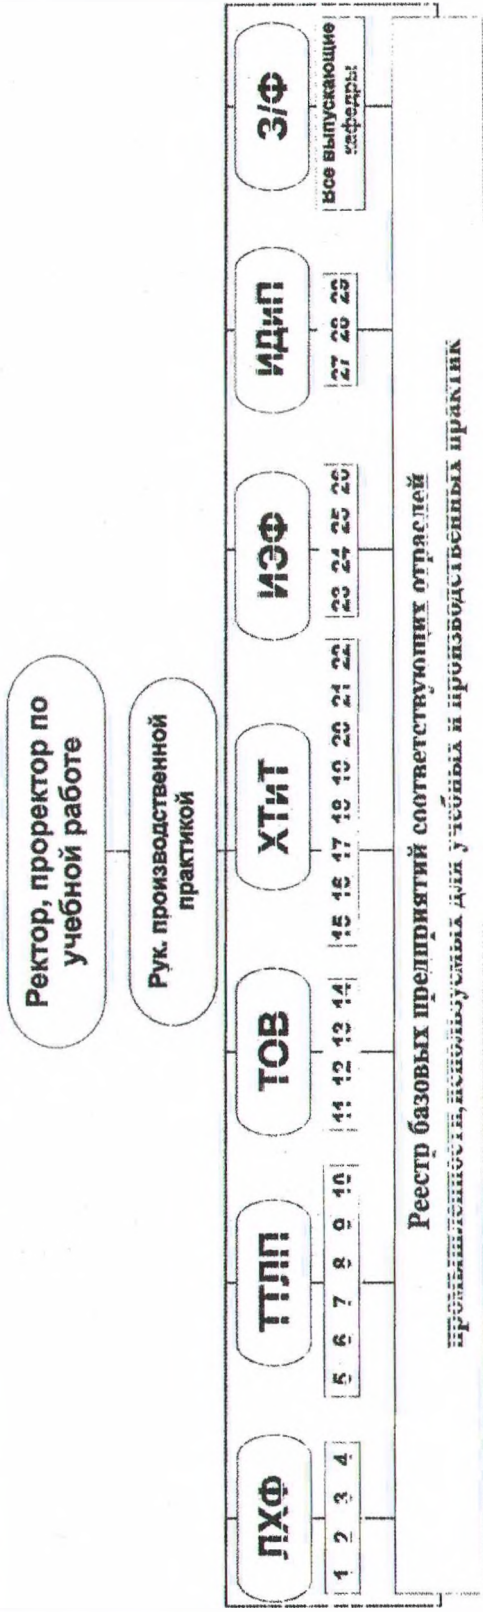 Ректор, проректор по
учебной работе
Рук. производственной
практикой
ЛХФ
ТТЛП
ТОВ
ХТиТ
ИЭФ
ИДиП
З/Ф
1 2 3 4
5 6 7 8 9 10
11 12 13 14
15 16 17 18 19 20 21 22
23 24 25 26
27 28 29
Все выпускающие
кафедры
Реестр базовых предприятий соответствующих отраслей
промышленности,используемых для учебных и производственных практик